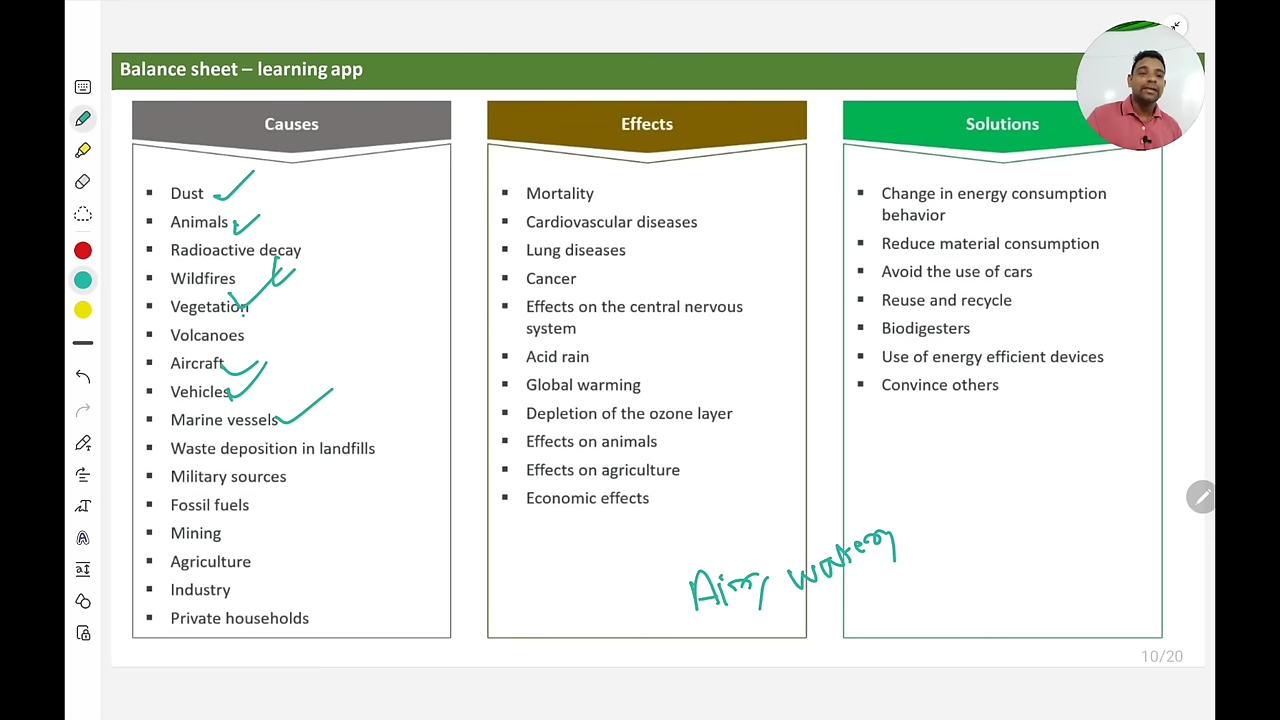 Balance sheet – learning app
Causes
Dust
Animals
Radioactive decay
Wildfires
Vegetation
Volcanoes
Aircraft
Vehicles
Marine vessels
Waste deposition in landfills
Military sources
Fossil fuels
Mining
Agriculture
Industry
Private households
Effects
Mortality
Cardiovascular diseases
Lung diseases
Cancer
Effects on the central nervous
system
Acid rain
Global warming
Depletion of the ozone layer
Effects on animals
Effects on agriculture
Economic effects
Solutions
Change in energy consumption
behavior
Reduce material consumption
Avoid the use of cars
Reuse and recycle
Biodigesters
Use of energy efficient devices
Convince others
Air, water
10/20